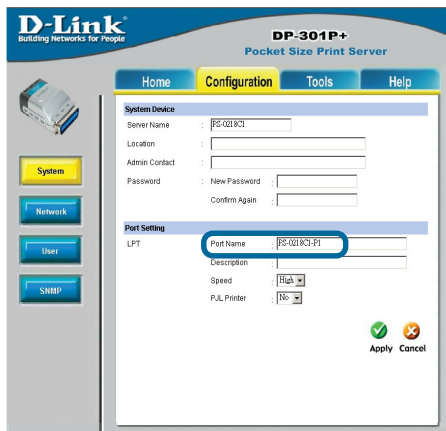 D-Link
Building Networks for People
DP-301P+
Pocket Size Print Server
Home Configuration Tools Help
System
Network
User
SNMP
System Device
Server Name : PS-0218C1
Location :
Admin Contact :
Password : New Password :
Confirm Again :
Port Setting
LPT Port Name : PS-0218C1-P1
Description :
Speed : High
PJL Printer : No
Apply Cancel